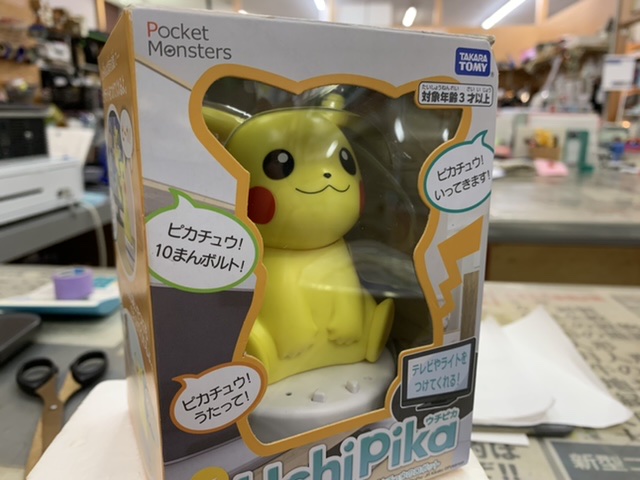 Pocket
Monsters
TAKARA
TOMY
たいしょうねんれい さいいじょう
対象年齢3才以上
ピカチュウ!
いってきます!
ピカチュウ!
10まんボルト!
テレビやライトを
つけてくれる!
ピカチュウ!
うたって!
ウチピカ
UchiPika
新型